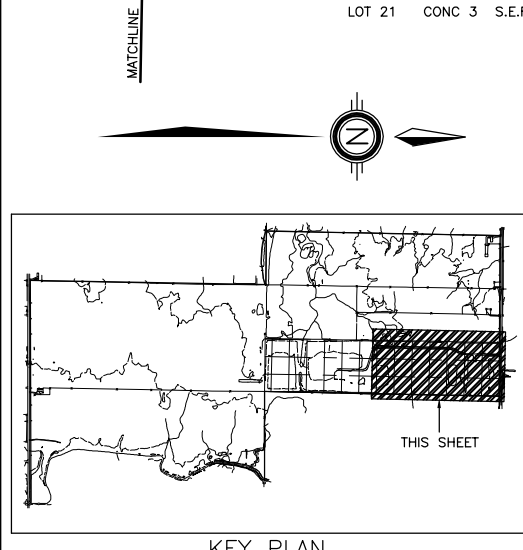 LOT 21 CONC 3 S.E.
MATCHLINE
N
THIS SHEET
KEY PLAN